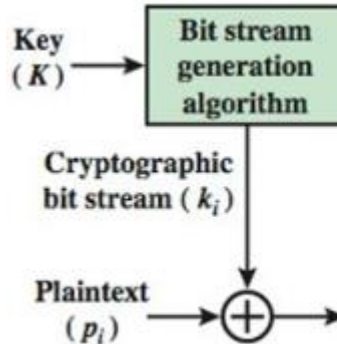 Key
(K)
Bit stream
generation
algorithm
Cryptographic
bit stream ( kᵢ)
Plaintext
(pᵢ)